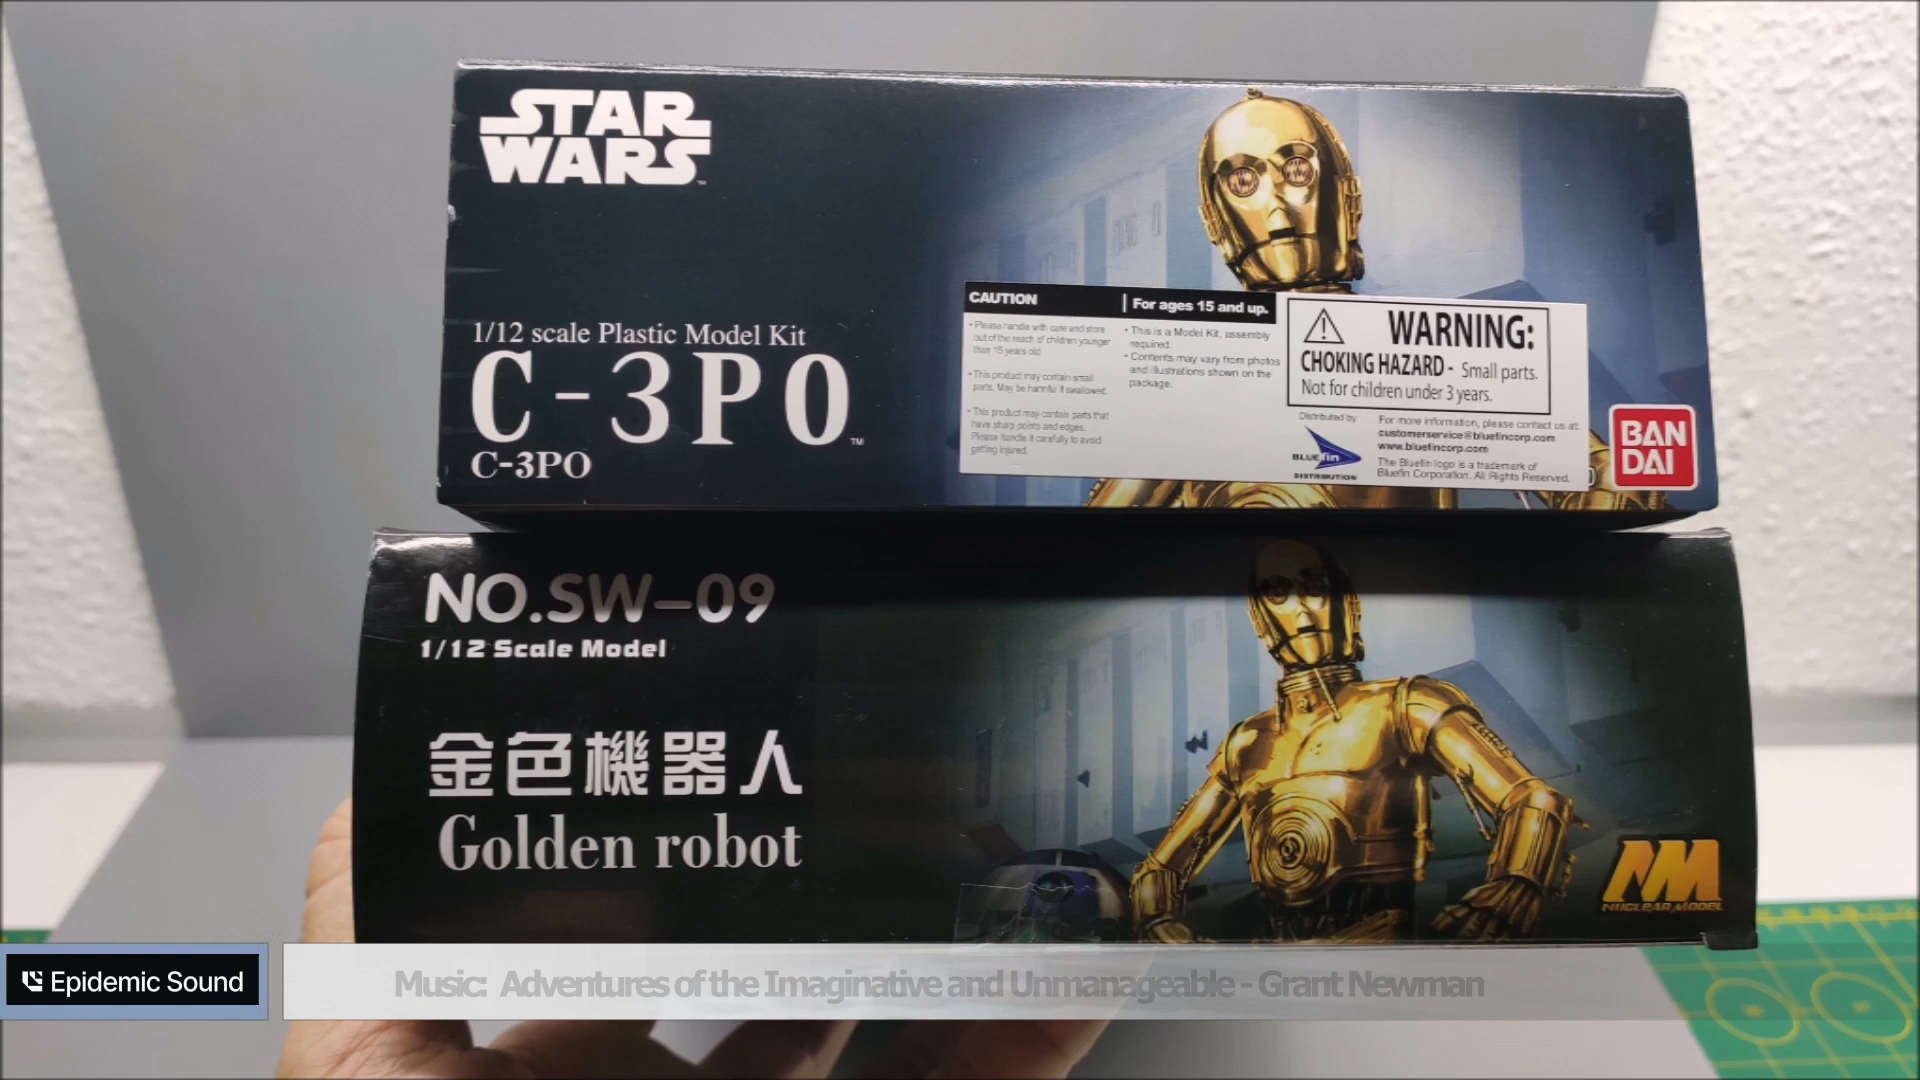 STAR
WARS™
1/12 scale Plastic Model Kit
C-3PO™
C-3PO
CAUTION
For ages 15 and up.
• Please handle with care and store
out of the reach of children younger
than 15 years old
• This product may contain small
parts. May be harmful if swallowed.
• This product may contain parts that
have sharp points and edges.
Please handle it carefully to avoid
getting injured.
• This is a Model Kit, assembly
required.
• Contents may vary from photos
and illustrations shown on the
package.
WARNING:
CHOKING HAZARD - Small parts.
Not for children under 3 years.
Distributed by
BLUEfin
DISTRIBUTION
For more information, please contact us at:
customerservice@bluefincorp.com
www.bluefincorp.com
The Bluefin logo is a trademark of
Bluefin Corporation. All Rights Reserved.
BAN
DAI
NO.SW-09
1/12 Scale Model
金色機器人
Golden robot
NM
NUCLEAR MODEL
Epidemic Sound
Music: Adventures of the Imaginative and Unmanageable - Grant Newman